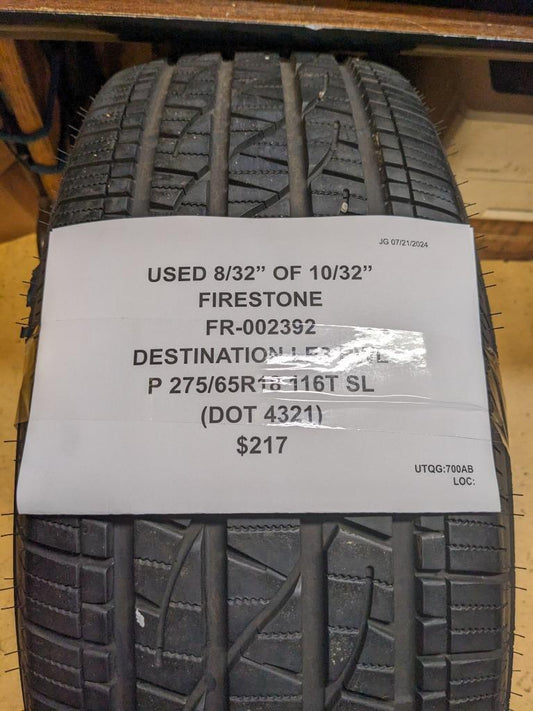 JG 07/21/2024
USED 8/32” OF 10/32”
FIRESTONE
FR-002392
DESTINATION LE3
P 275/65R18 116T SL
(DOT 4321)
$217
UTQG:700AB
LOC: